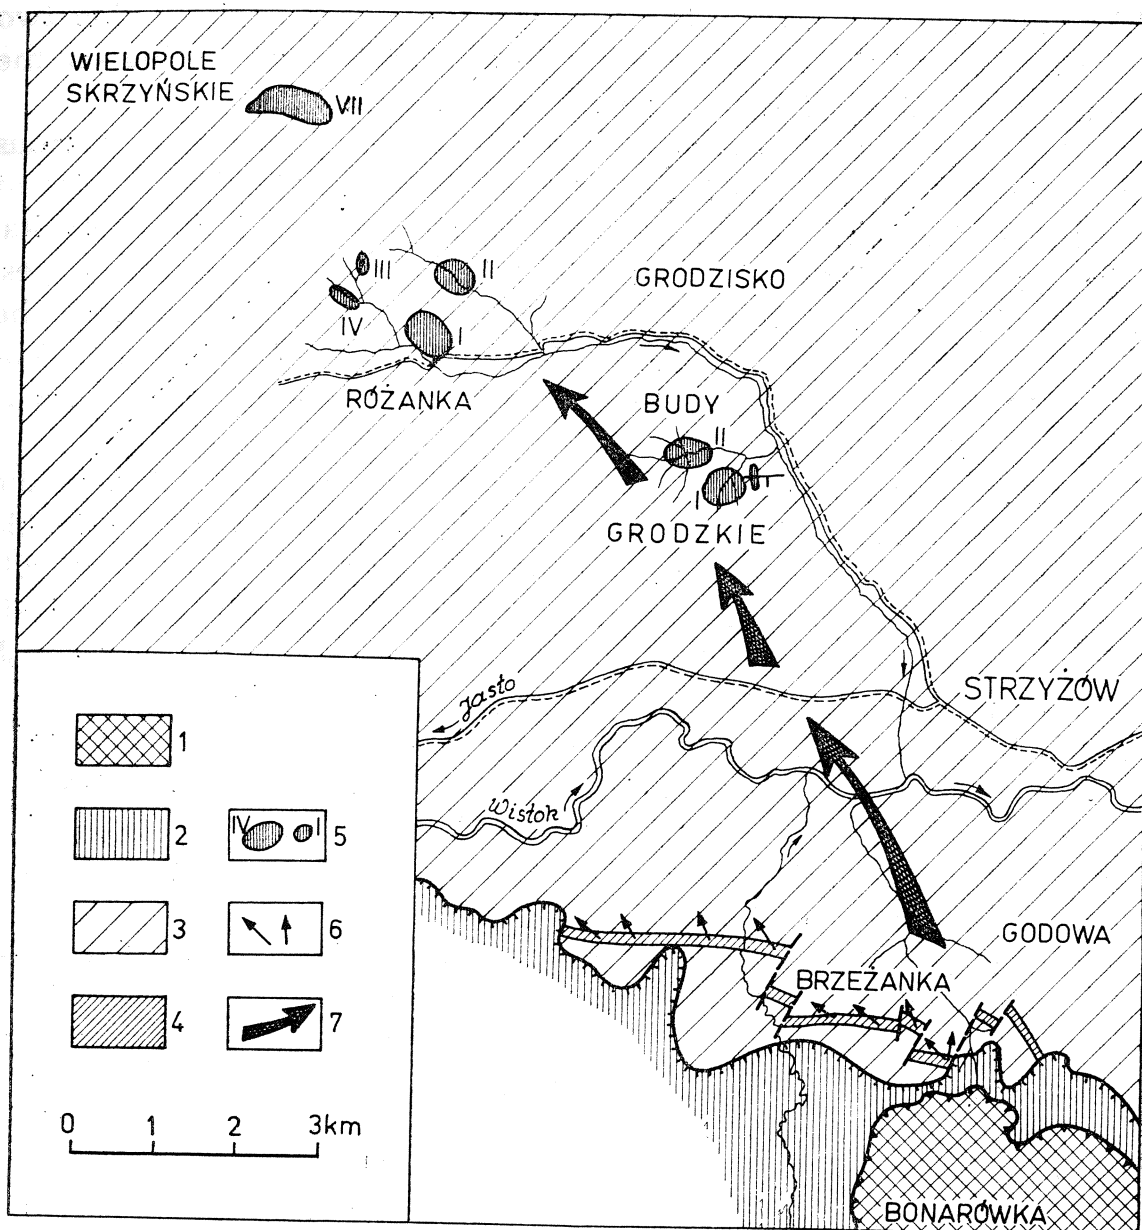 WIELOPOLE
SKRZYŃSKIE
VII
III
II
IV
I
GRODZISKO
RÓŻANKA
BUDY
II
I
I
GRODZKIE
Jasło
STRZYŻÓW
Wisłok
GODOWA
BRZEŻANKA
BONARÓWKA
1
2
IV
I
5
3
6
4
7
0
1
2
3km